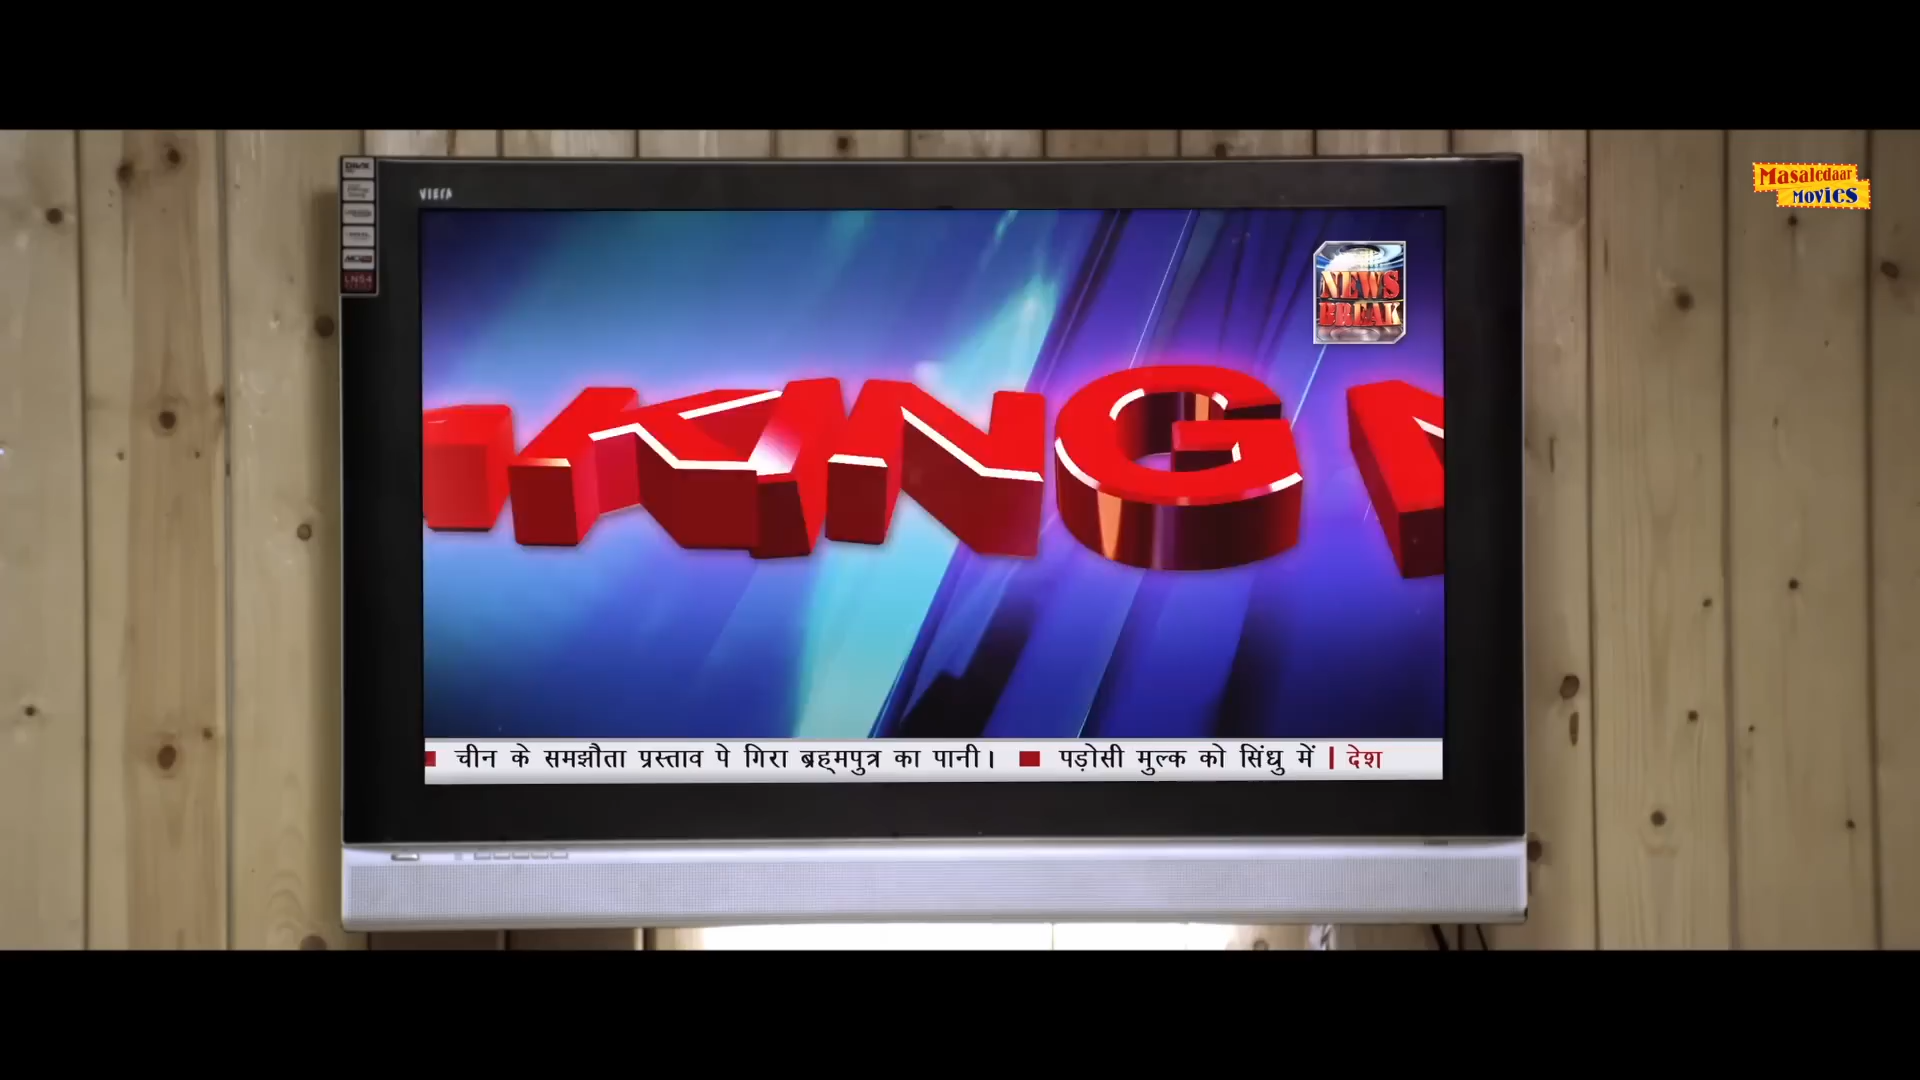 Masaledaar
Movies
VIERA
NEWS
BREAK
KING
चीन के समझौता प्रस्ताव पे गिरा ब्रह्मपुत्र का पानी। पड़ोसी मुल्क को सिंधु में | देश